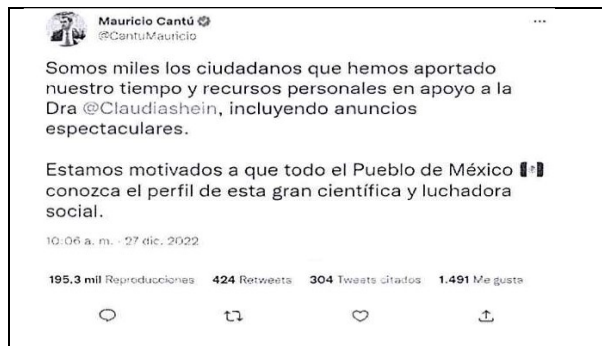 Mauricio Cantú
@CantuMauricio
Somos miles los ciudadanos que hemos aportado
nuestro tiempo y recursos personales en apoyo a la
Dra @Claudiashein, incluyendo anuncios
espectaculares.
Estamos motivados a que todo el Pueblo de México 🇲🇽
conozca el perfil de esta gran científica y luchadora
social.
10:06 a. m. · 27 dic. 2022
195,3 mil Reproducciones 424 Retweets 304 Tweets citados 1.491 Me gusta